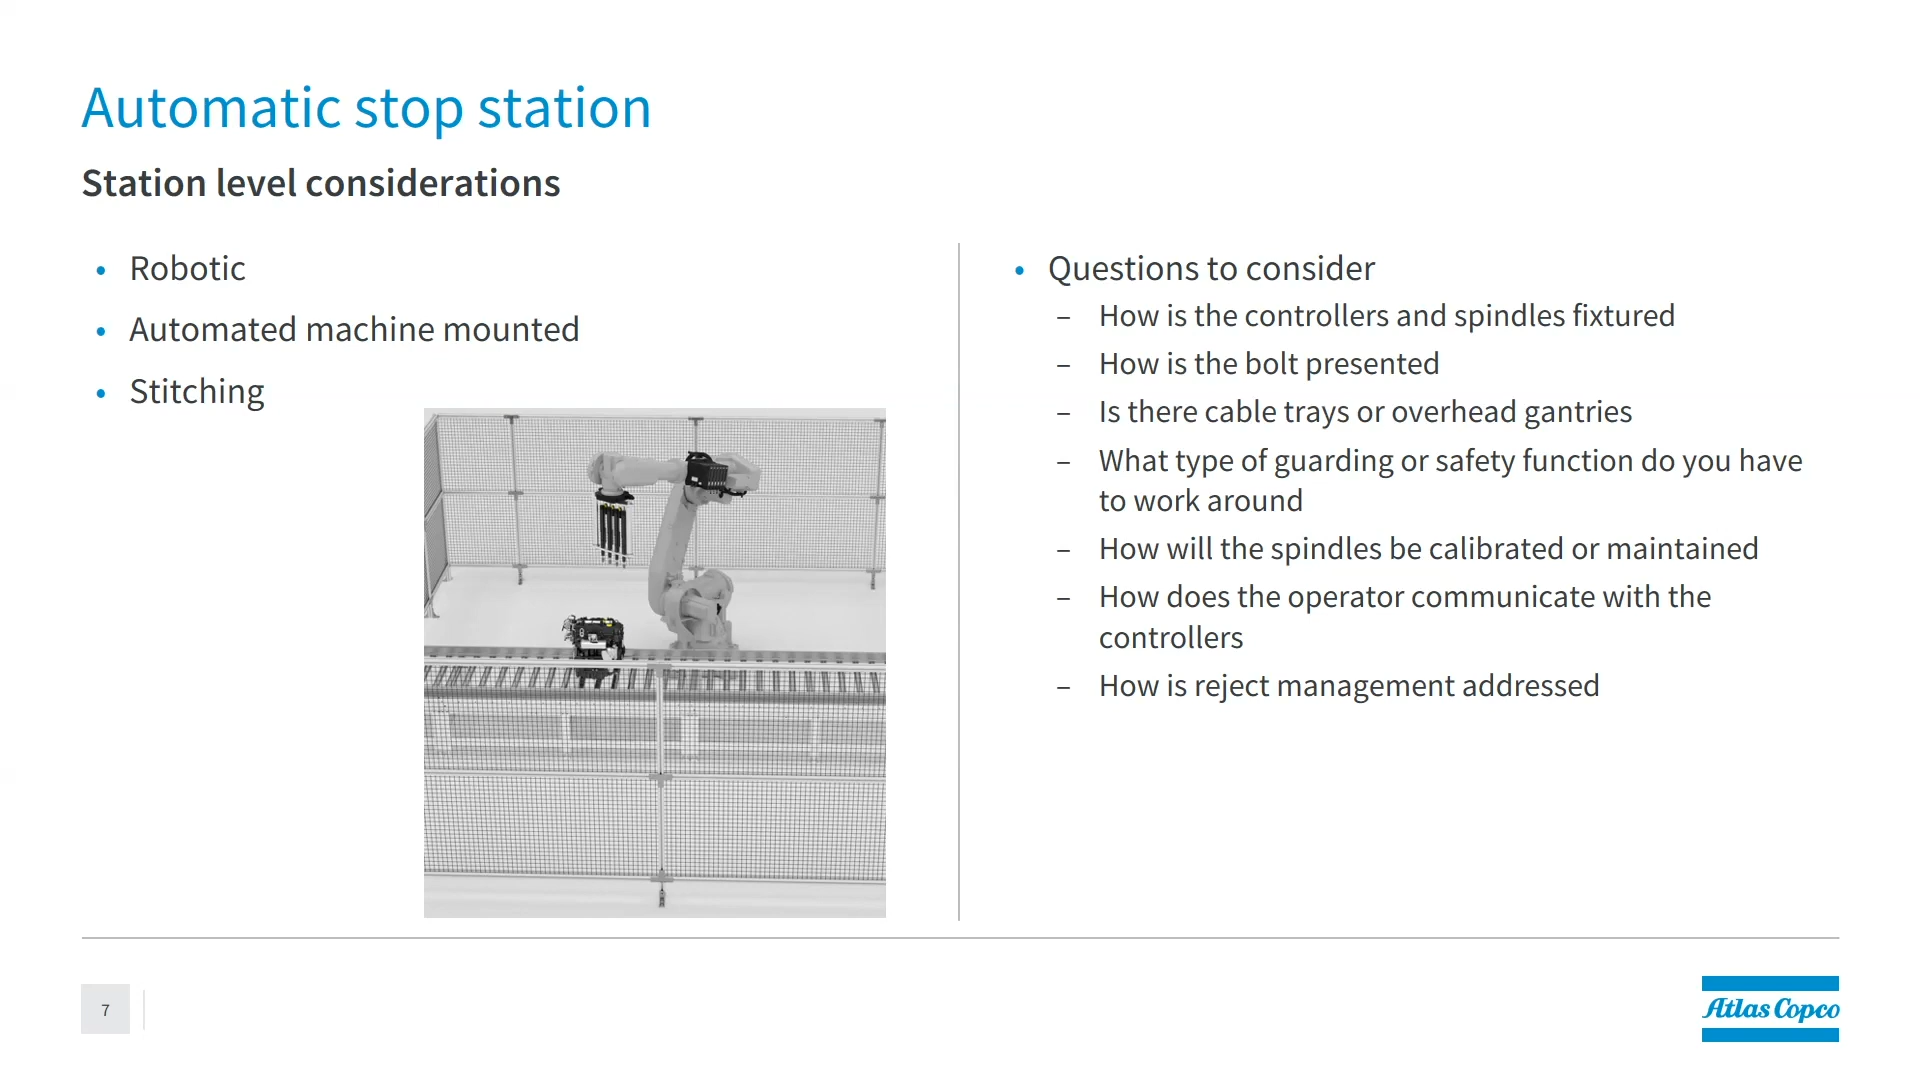 Automatic stop station
Station level considerations
• Robotic
• Automated machine mounted
• Stitching
• Questions to consider
– How is the controllers and spindles fixtured
– How is the bolt presented
– Is there cable trays or overhead gantries
– What type of guarding or safety function do you have
to work around
– How will the spindles be calibrated or maintained
– How does the operator communicate with the
controllers
– How is reject management addressed
7
Atlas Copco